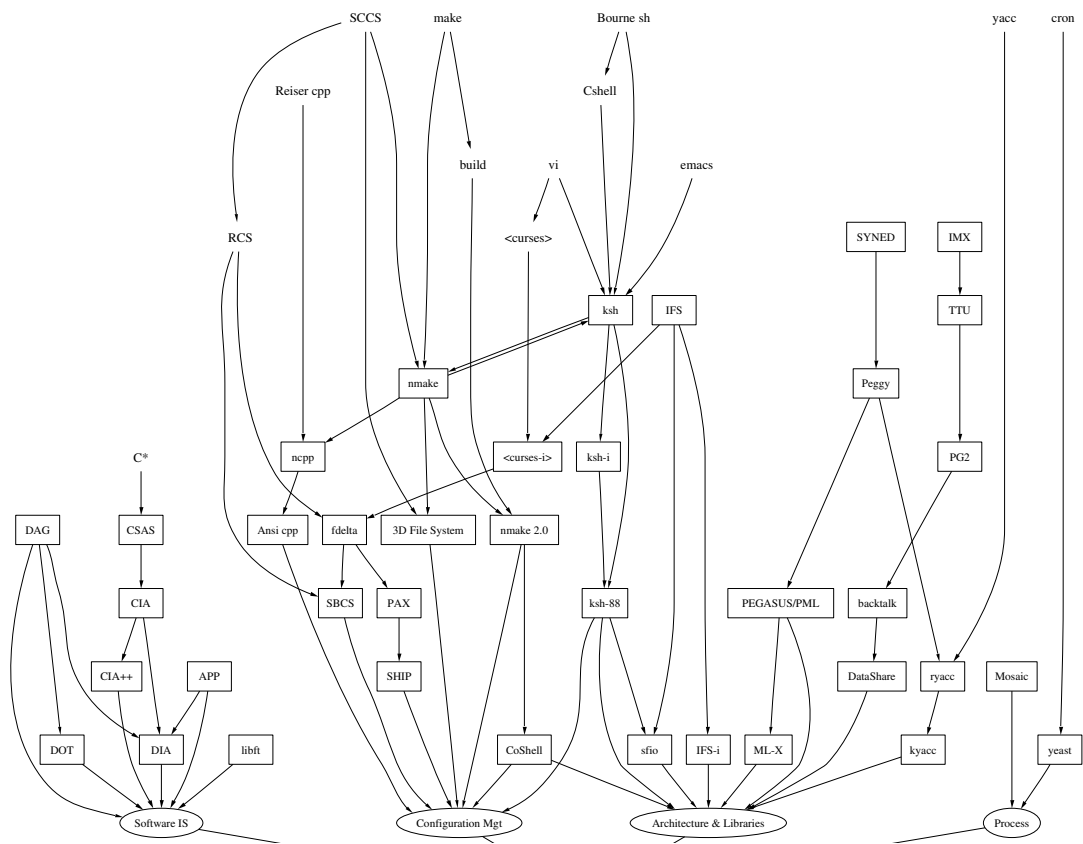 SCCS
make
Bourne sh
yacc
cron
Reiser cpp
Cshell
build
vi
emacs
RCS
<curses>
SYNED
IMX
ksh
IFS
TTU
nmake
Peggy
C*
ncpp
<curses-i>
ksh-i
PG2
DAG
CSAS
Ansi cpp
fdelta
3D File System
nmake 2.0
CIA
SBCS
PAX
ksh-88
PEGASUS/PML
backtalk
CIA++
APP
SHIP
DataShare
ryacc
Mosaic
DOT
DIA
libft
CoShell
sfio
IFS-i
ML-X
kyacc
yeast
Software IS
Configuration Mgt
Architecture & Libraries
Process